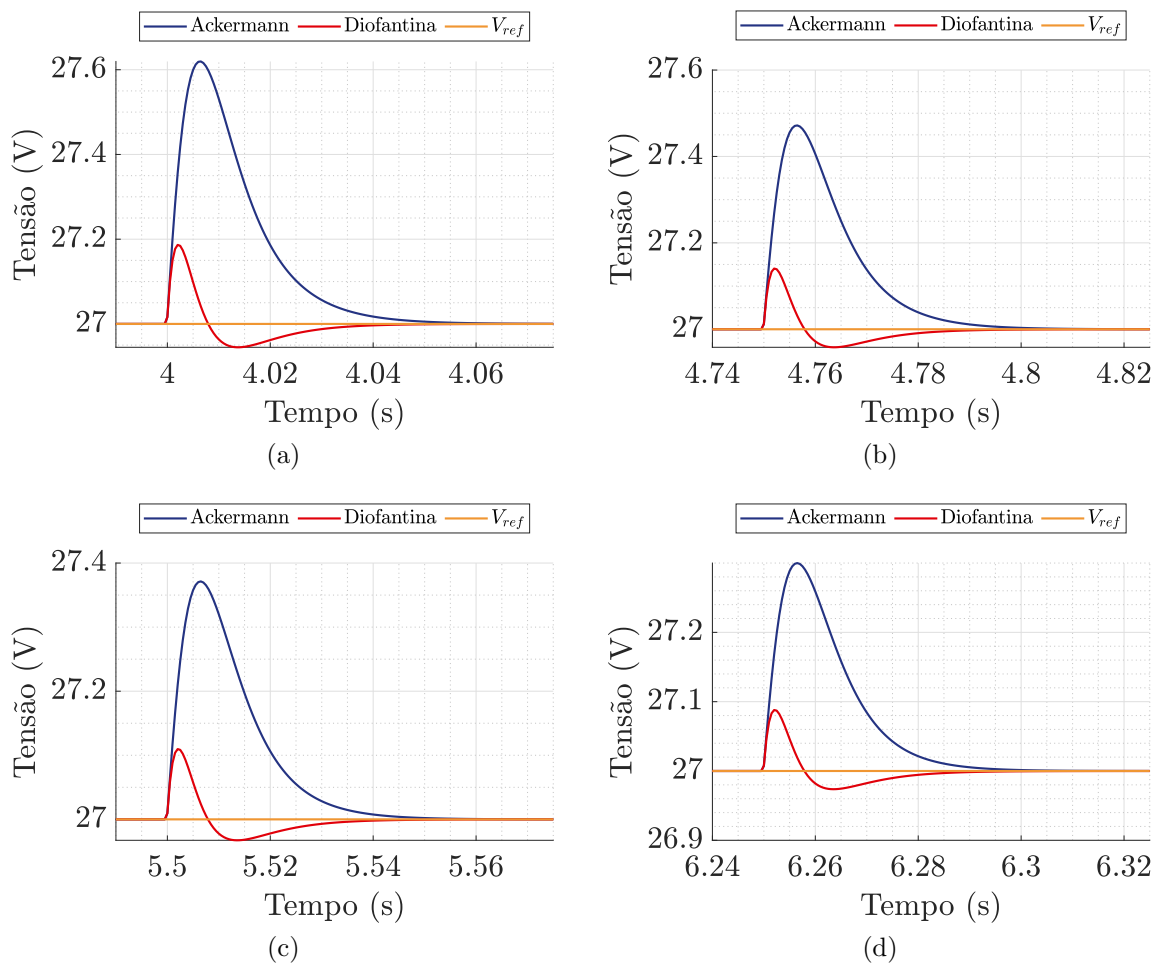 Ackermann Diofantina V_ref
Ackermann Diofantina V_ref
27.6
27.4
27.2
27
Tensão (V)
4 4.02 4.04 4.06
Tempo (s)
(a)
27.6
27.4
27.2
27
Tensão (V)
4.74 4.76 4.78 4.8 4.82
Tempo (s)
(b)
Ackermann Diofantina V_ref
Ackermann Diofantina V_ref
27.4
27.2
27
Tensão (V)
5.5 5.52 5.54 5.56
Tempo (s)
(c)
27.2
27.1
27
26.9
Tensão (V)
6.24 6.26 6.28 6.3 6.32
Tempo (s)
(d)